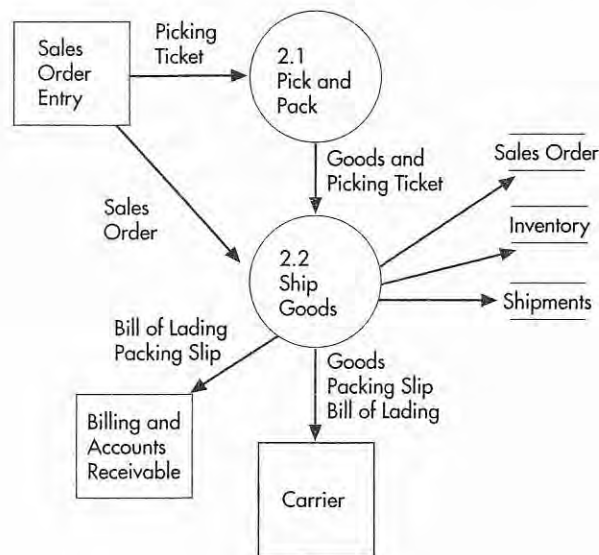 Picking
Ticket
Sales
Order
Entry
2.1
Pick and
Pack
Goods and
Picking Ticket
Sales Order
Sales
Order
Inventory
2.2
Ship
Goods
Shipments
Bill of Lading
Packing Slip
Goods
Packing Slip
Bill of Lading
Billing and
Accounts
Receivable
Carrier